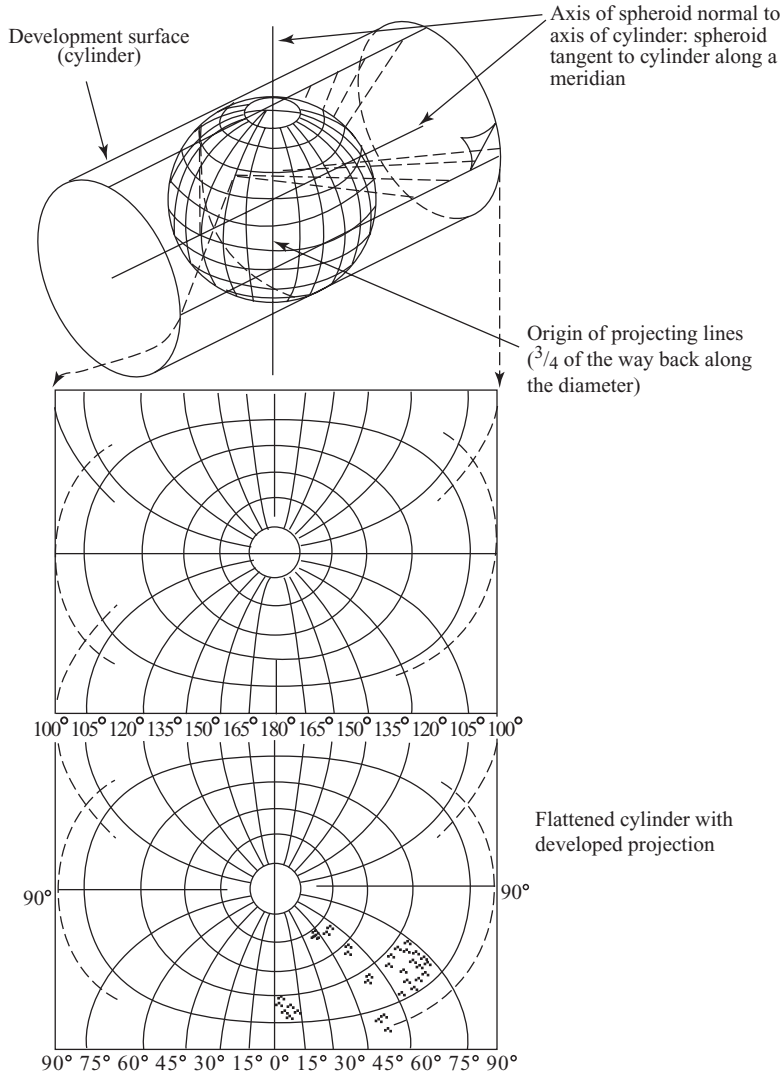 Development surface
(cylinder)
Axis of spheroid normal to
axis of cylinder: spheroid
tangent to cylinder along a
meridian
Origin of projecting lines
(3/4 of the way back along
the diameter)
100° 105° 120° 135° 150° 165° 180° 165° 150° 135° 120° 105° 100°
Flattened cylinder with
developed projection
90° 90°
90° 75° 60° 45° 30° 15° 0° 15° 30° 45° 60° 75° 90°